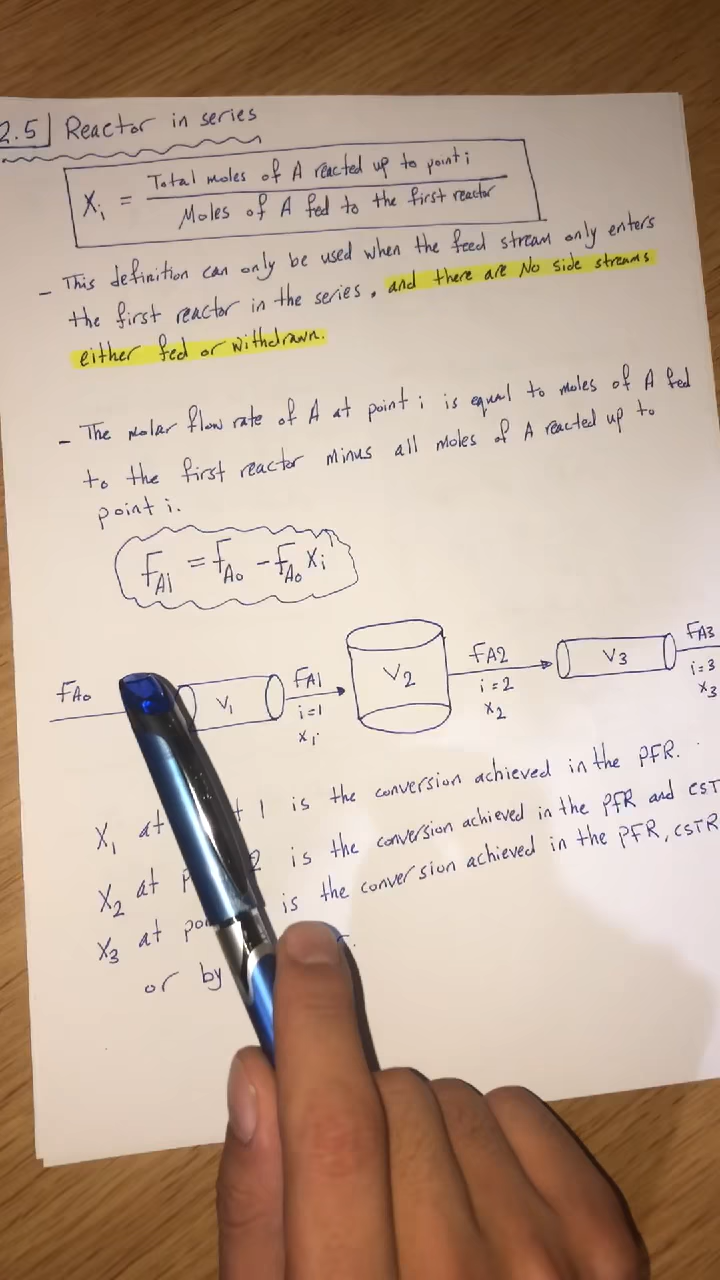 2.5 Reactor in series
Xi = Total moles of A reacted up to point i
Moles of A fed to the first reactor
- This definition can only be used when the feed stream only enters
the first reactor in the series, and there are No side streams
either fed or withdrawn.
- The molar flow rate of A at point i is equal to moles of A fed
to the first reactor minus all moles of A reacted up to
point i.
FAi = FAo - FAo Xi
FAo V1 FA1 V2 FA2 V3 FA3
i=1 i=2 i=3
X1 X2 X3
X1 at 1 is the conversion achieved in the PFR.
X2 at 2 is the conversion achieved in the PFR and CST
X3 at is the conversion achieved in the PFR, CSTR
or by